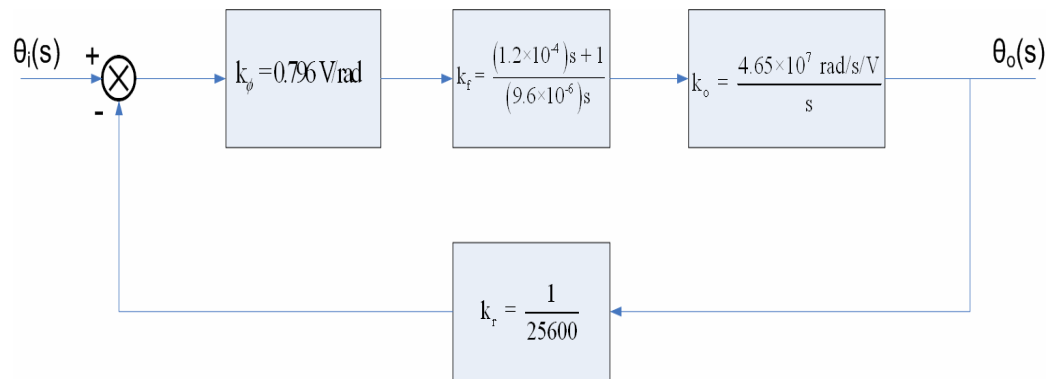 θi(s)
+
-
kϕ = 0.796 V/rad
kf = ((1.2×10⁻⁴)s + 1) / ((9.6×10⁻⁶)s)
ko = (4.65×10⁷ rad/s/V) / s
θo(s)
kr = 1 / 25600